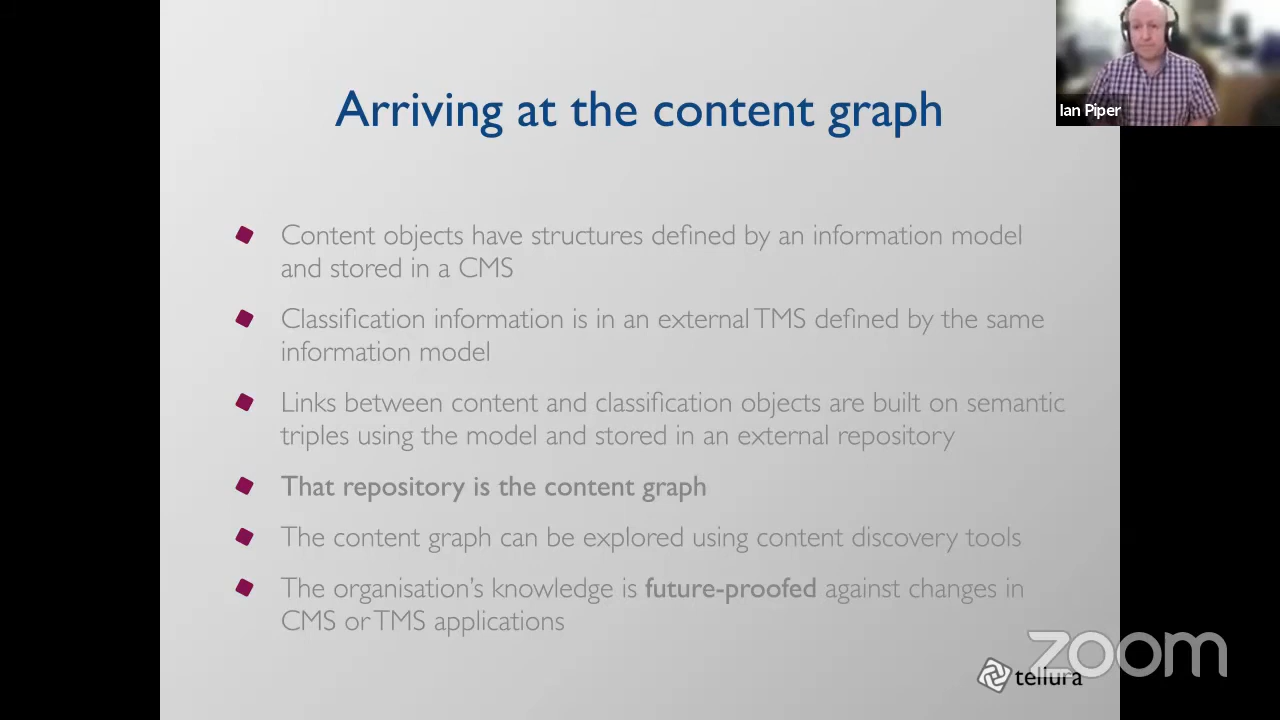 Arriving at the content graph
Ian Piper
Content objects have structures defined by an information model
and stored in a CMS
Classification information is in an external TMS defined by the same
information model
Links between content and classification objects are built on semantic
triples using the model and stored in an external repository
That repository is the content graph
The content graph can be explored using content discovery tools
The organisation's knowledge is future-proofed against changes in
CMS or TMS applications
zoom
tellura